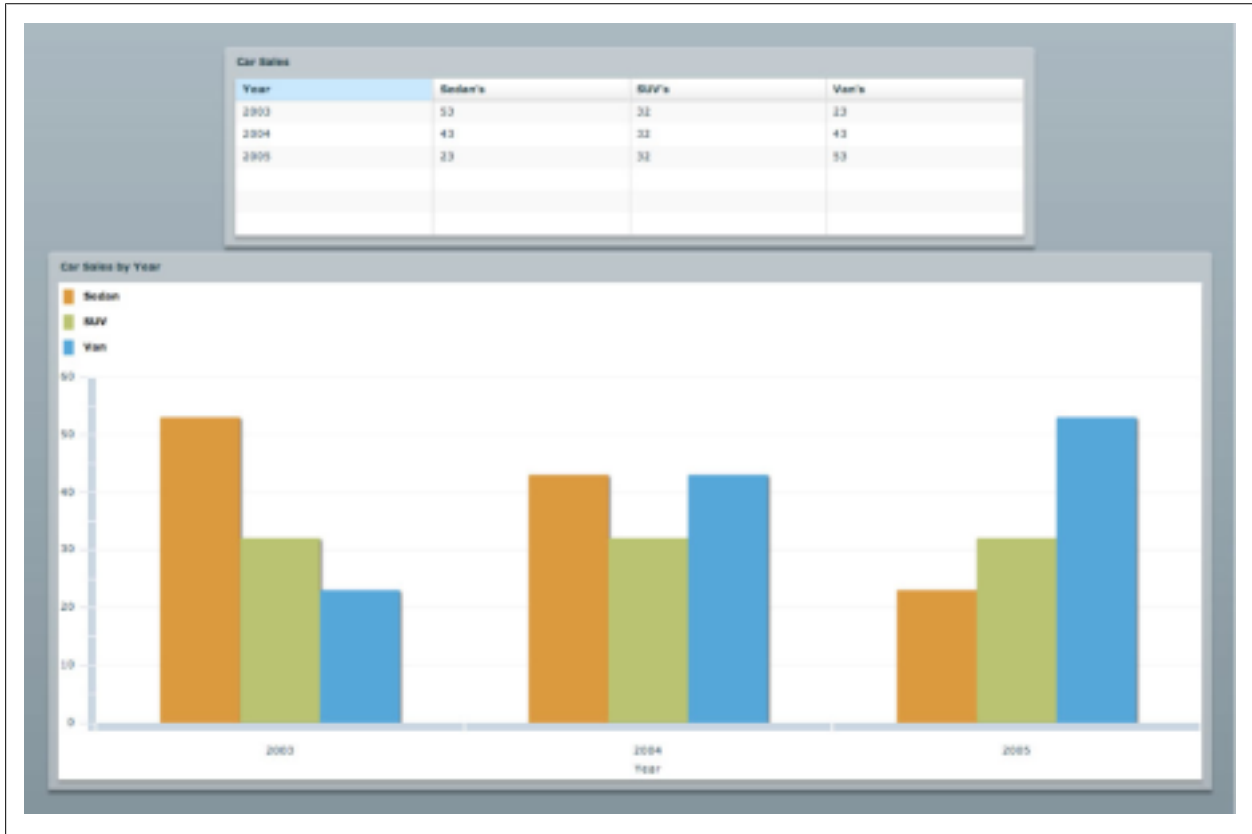 Car Sales
Year Sedan's SUV's Van's
2003 53 32 23
2004 43 32 43
2005 23 32 53
Car Sales by Year
Sedan
SUV
Van
60
50
40
30
20
10
0
2003 2004 2005
Year